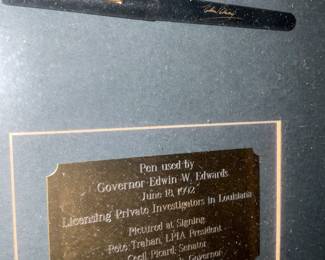 Pen used by
Governor Edwin W. Edwards
June 18, 1992
Licensing Private Investigators in Louisiana
Pictured at Signing
Pete Trahan, LPIA President
Cecil Picard, Senator
Governor